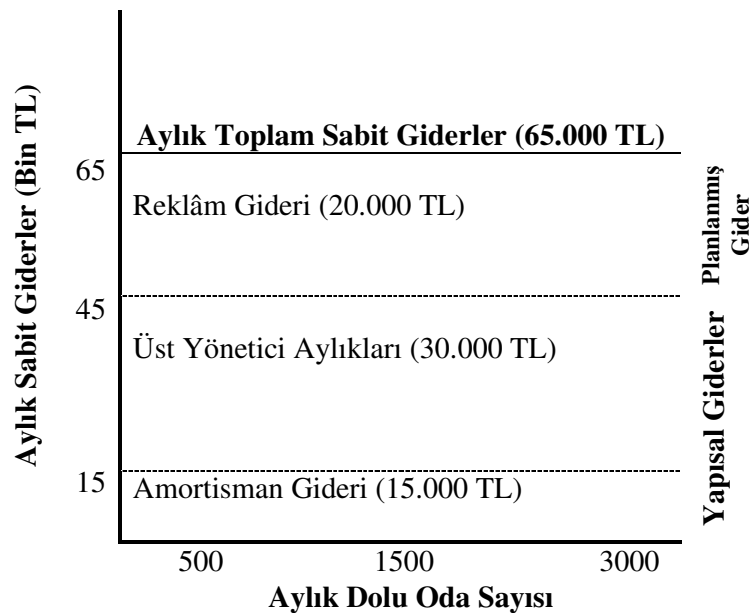 Aylık Sabit Giderler (Bin TL)
Aylık Toplam Sabit Giderler (65.000 TL)
65
Reklâm Gideri (20.000 TL)
Planlanmış
Gider
45
Üst Yönetici Aylıkları (30.000 TL)
Yapısal Giderler
15
Amortisman Gideri (15.000 TL)
500 1500 3000
Aylık Dolu Oda Sayısı